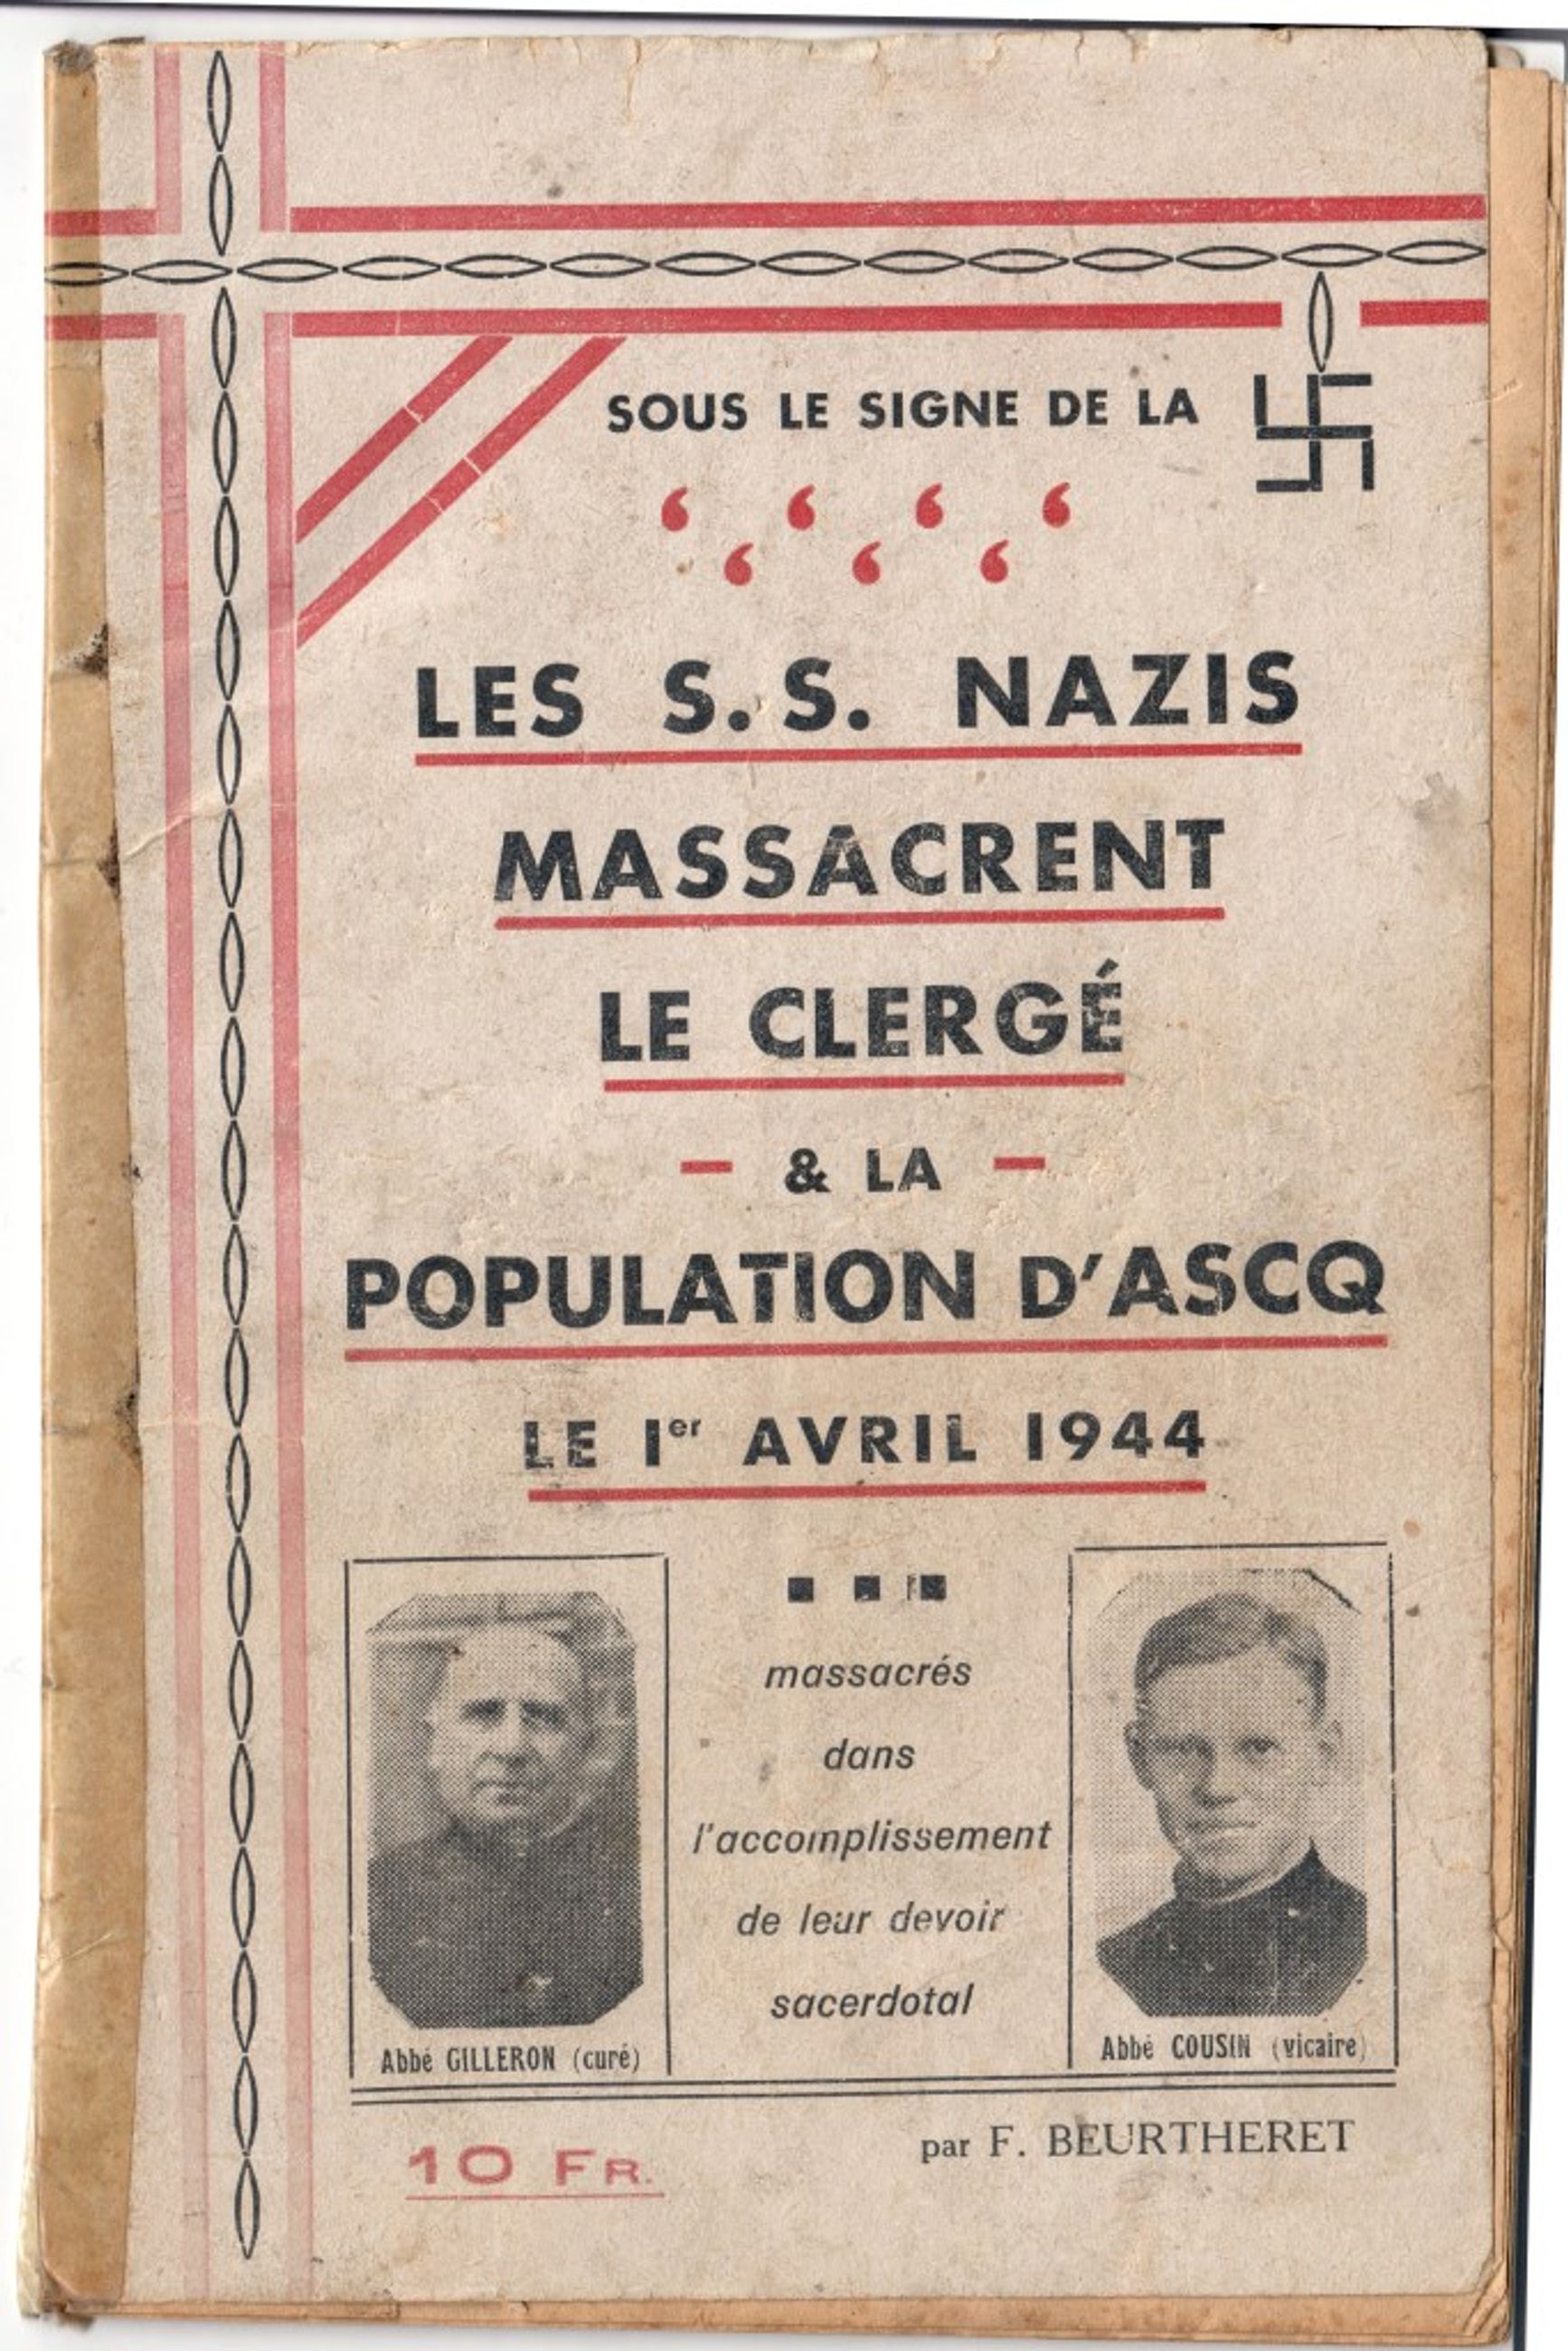 SOUS LE SIGNE DE LA
LES S.S. NAZIS
MASSACRENT
LE CLERGÉ
- & LA -
POPULATION D'ASCQ
LE 1er AVRIL 1944
massacrés
dans
l'accomplissement
de leur devoir
sacerdotal
Abbé GILLERON (curé)
Abbé COUSIN (vicaire)
10 FR.
par F. BEURTHERET